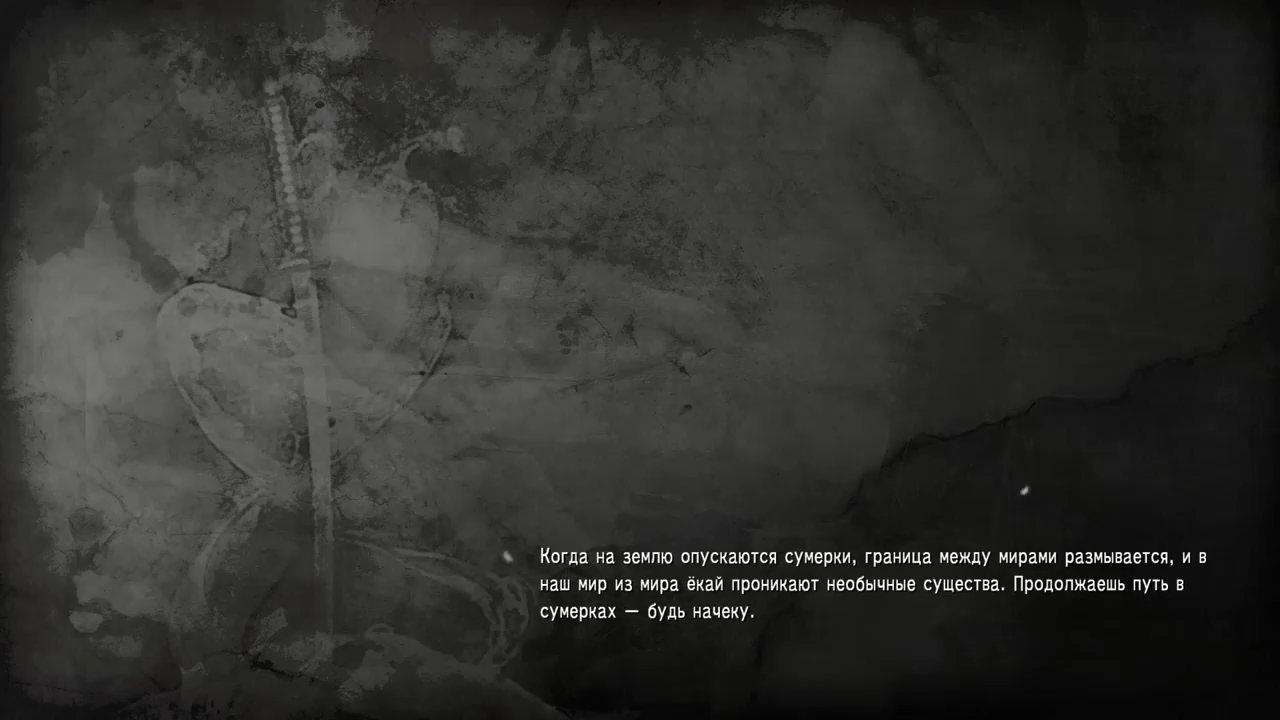 Когда на землю опускаются сумерки, граница между мирами размывается, и в
наш мир из мира ёкай проникают необычные существа. Продолжаешь путь в
сумерках — будь начеку.